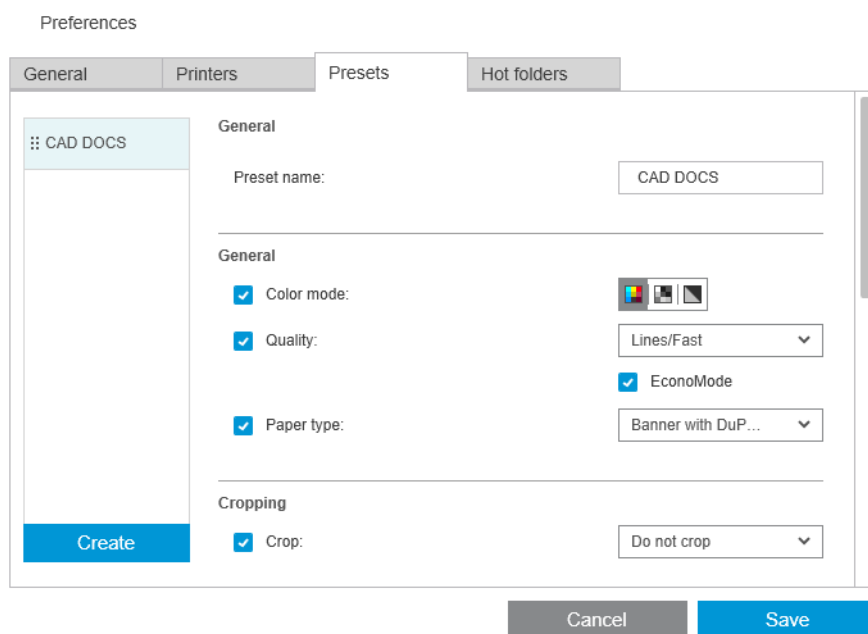 Preferences
General
Printers
Presets
Hot folders
CAD DOCS
Create
General
Preset name:
CAD DOCS
General
Color mode:
Quality:
Lines/Fast
EconoMode
Paper type:
Banner with DuP...
Cropping
Crop:
Do not crop
Cancel
Save